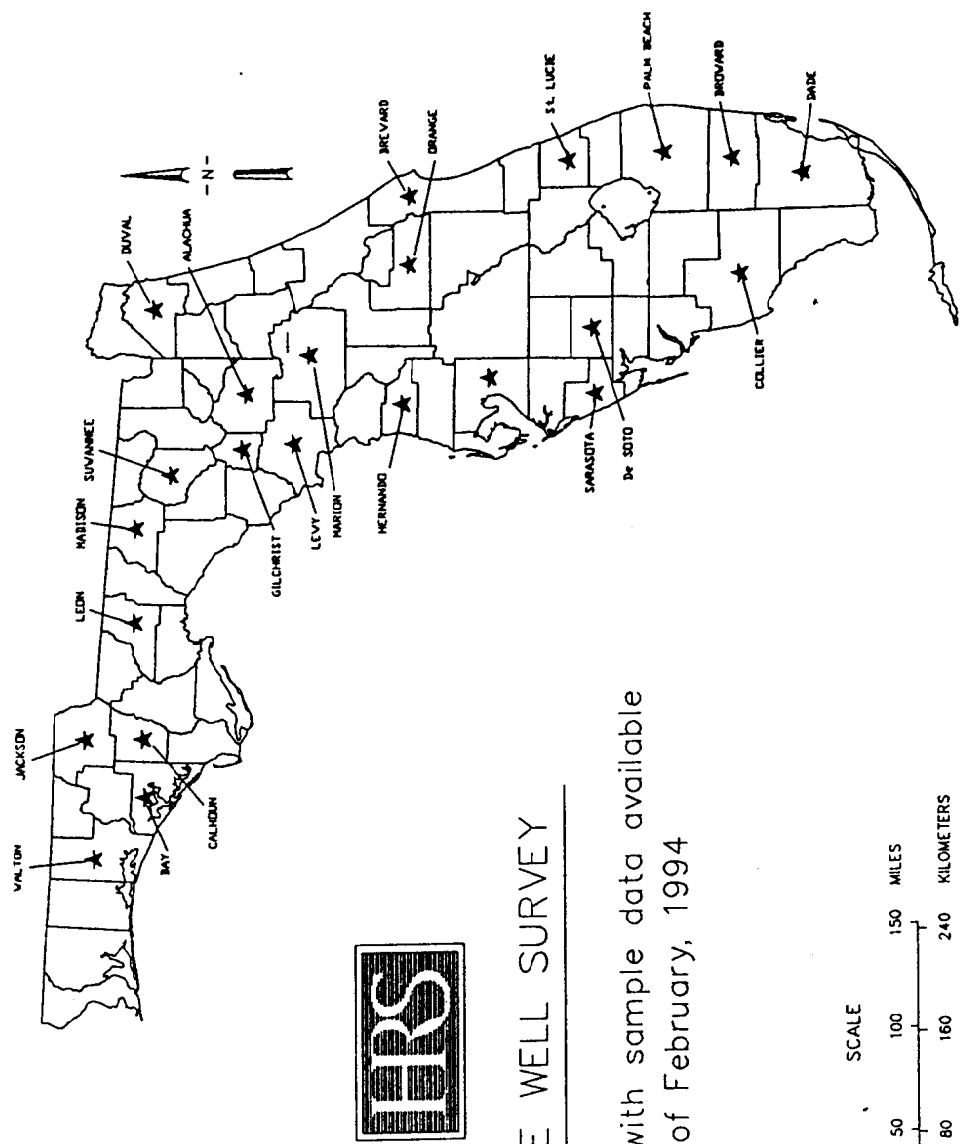 WALTON
JACKSON
BAY
CALHOUN
LEON
MADISON
SUWANNEE
DUVAL
ALACHUA
-N-
GILCHRIST
LEVY
MARION
HERNANDO
BREVARD
ORANGE
SARASOTA
De SOTO
St. LUCIE
PALM BEACH
BROWARD
DADE
COLLIER
HRS
E WELL SURVEY
with sample data available
of February, 1994
SCALE
50 100 150 MILES
80 160 240 KILOMETERS